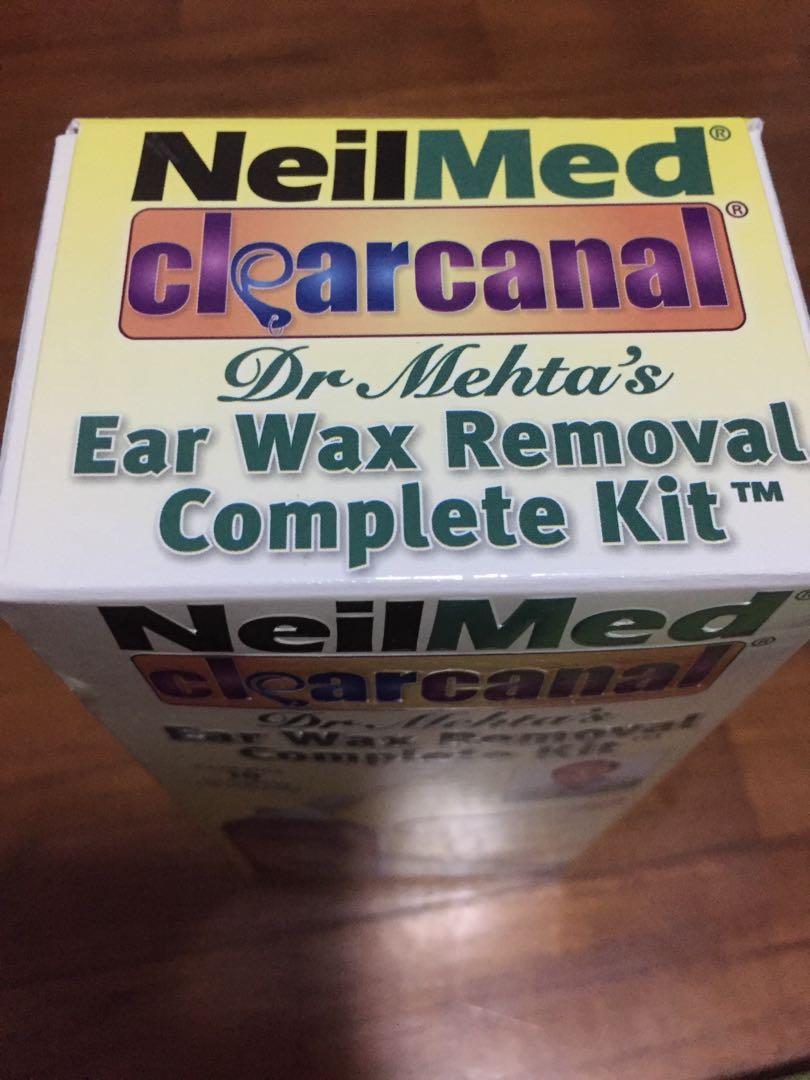 NeilMed®
clearcanal®
Dr Mehta's
Ear Wax Removal
Complete Kit™
NeilMed®
clearcanal®
Dr Mehta's
Ear Wax Removal
Complete Kit